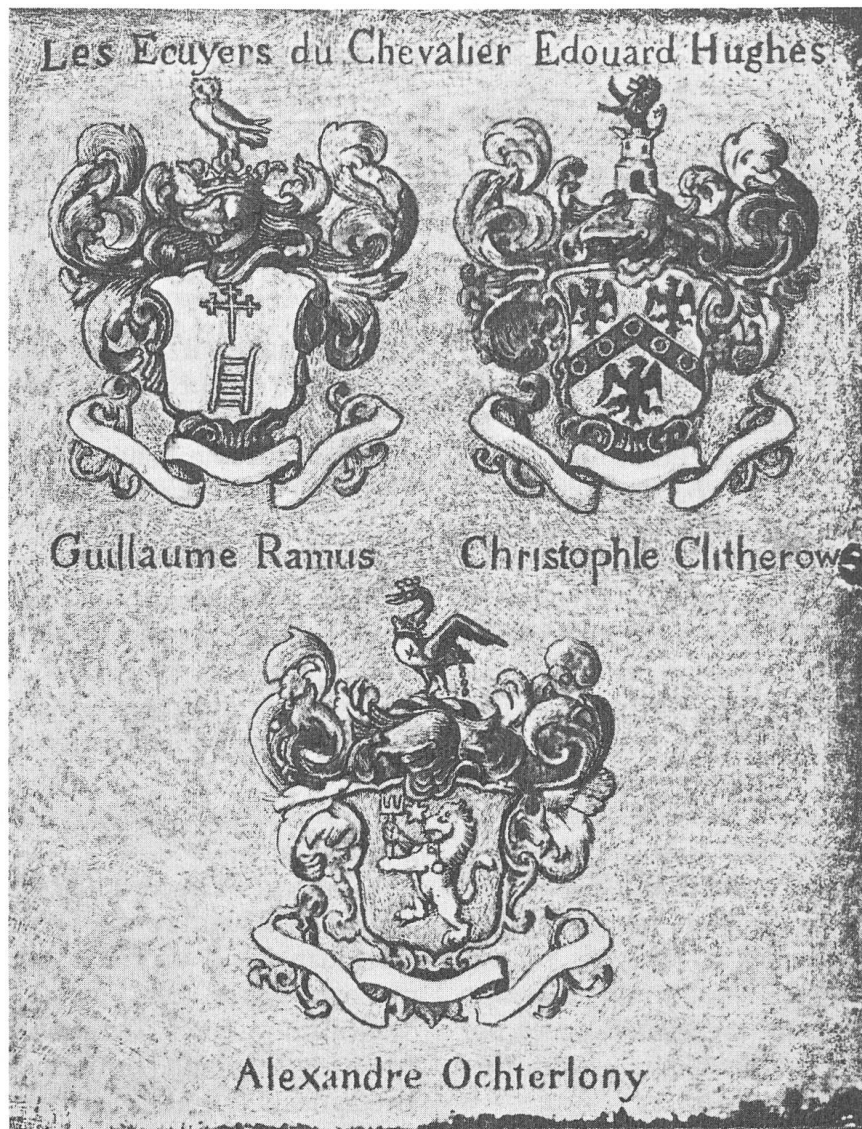 Les Ecuyers du Chevalier Edouard Hughes
Guillaume Ramus
Christophle Clitherow
Alexandre Ochterlony